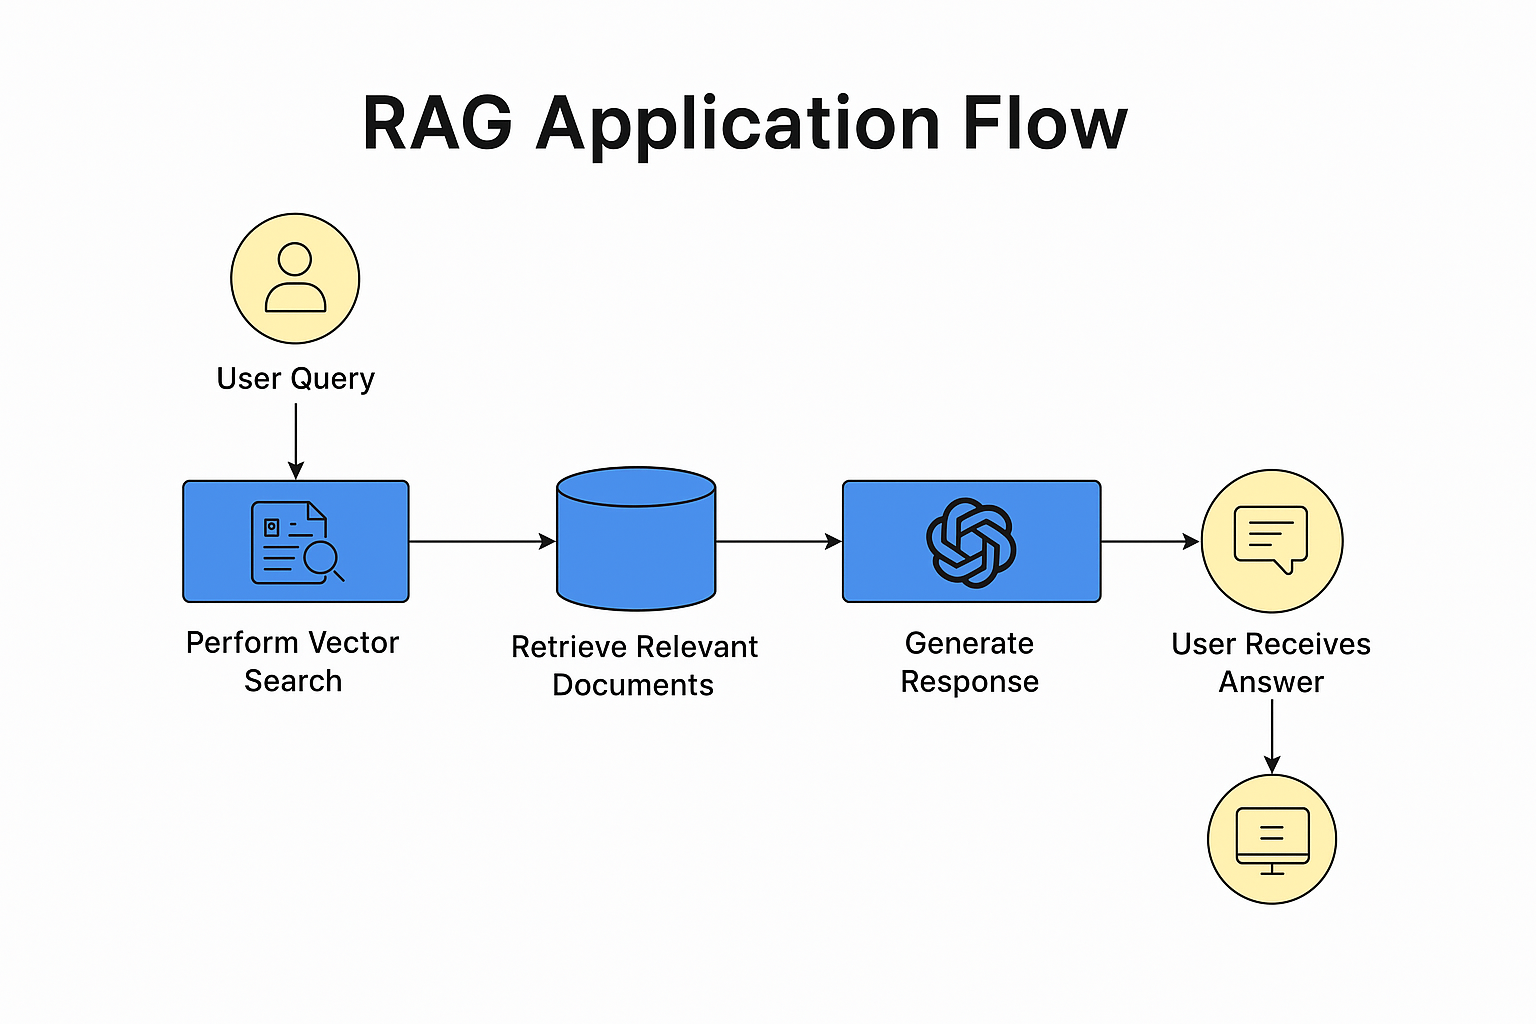 RAG Application Flow
User Query
Perform Vector
Search
Retrieve Relevant
Documents
Generate
Response
User Receives
Answer